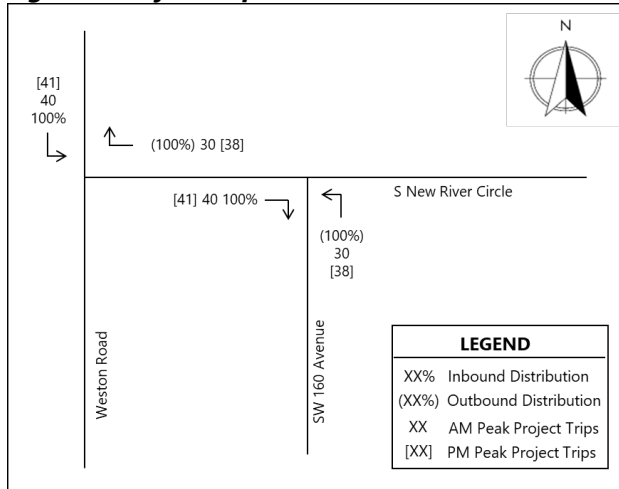 N
[41]
40
100%
(100%) 30 [38]
S New River Circle
[41] 40 100%
(100%)
30
[38]
Weston Road
SW 160 Avenue
LEGEND
XX% Inbound Distribution
(XX%) Outbound Distribution
XX AM Peak Project Trips
[XX] PM Peak Project Trips